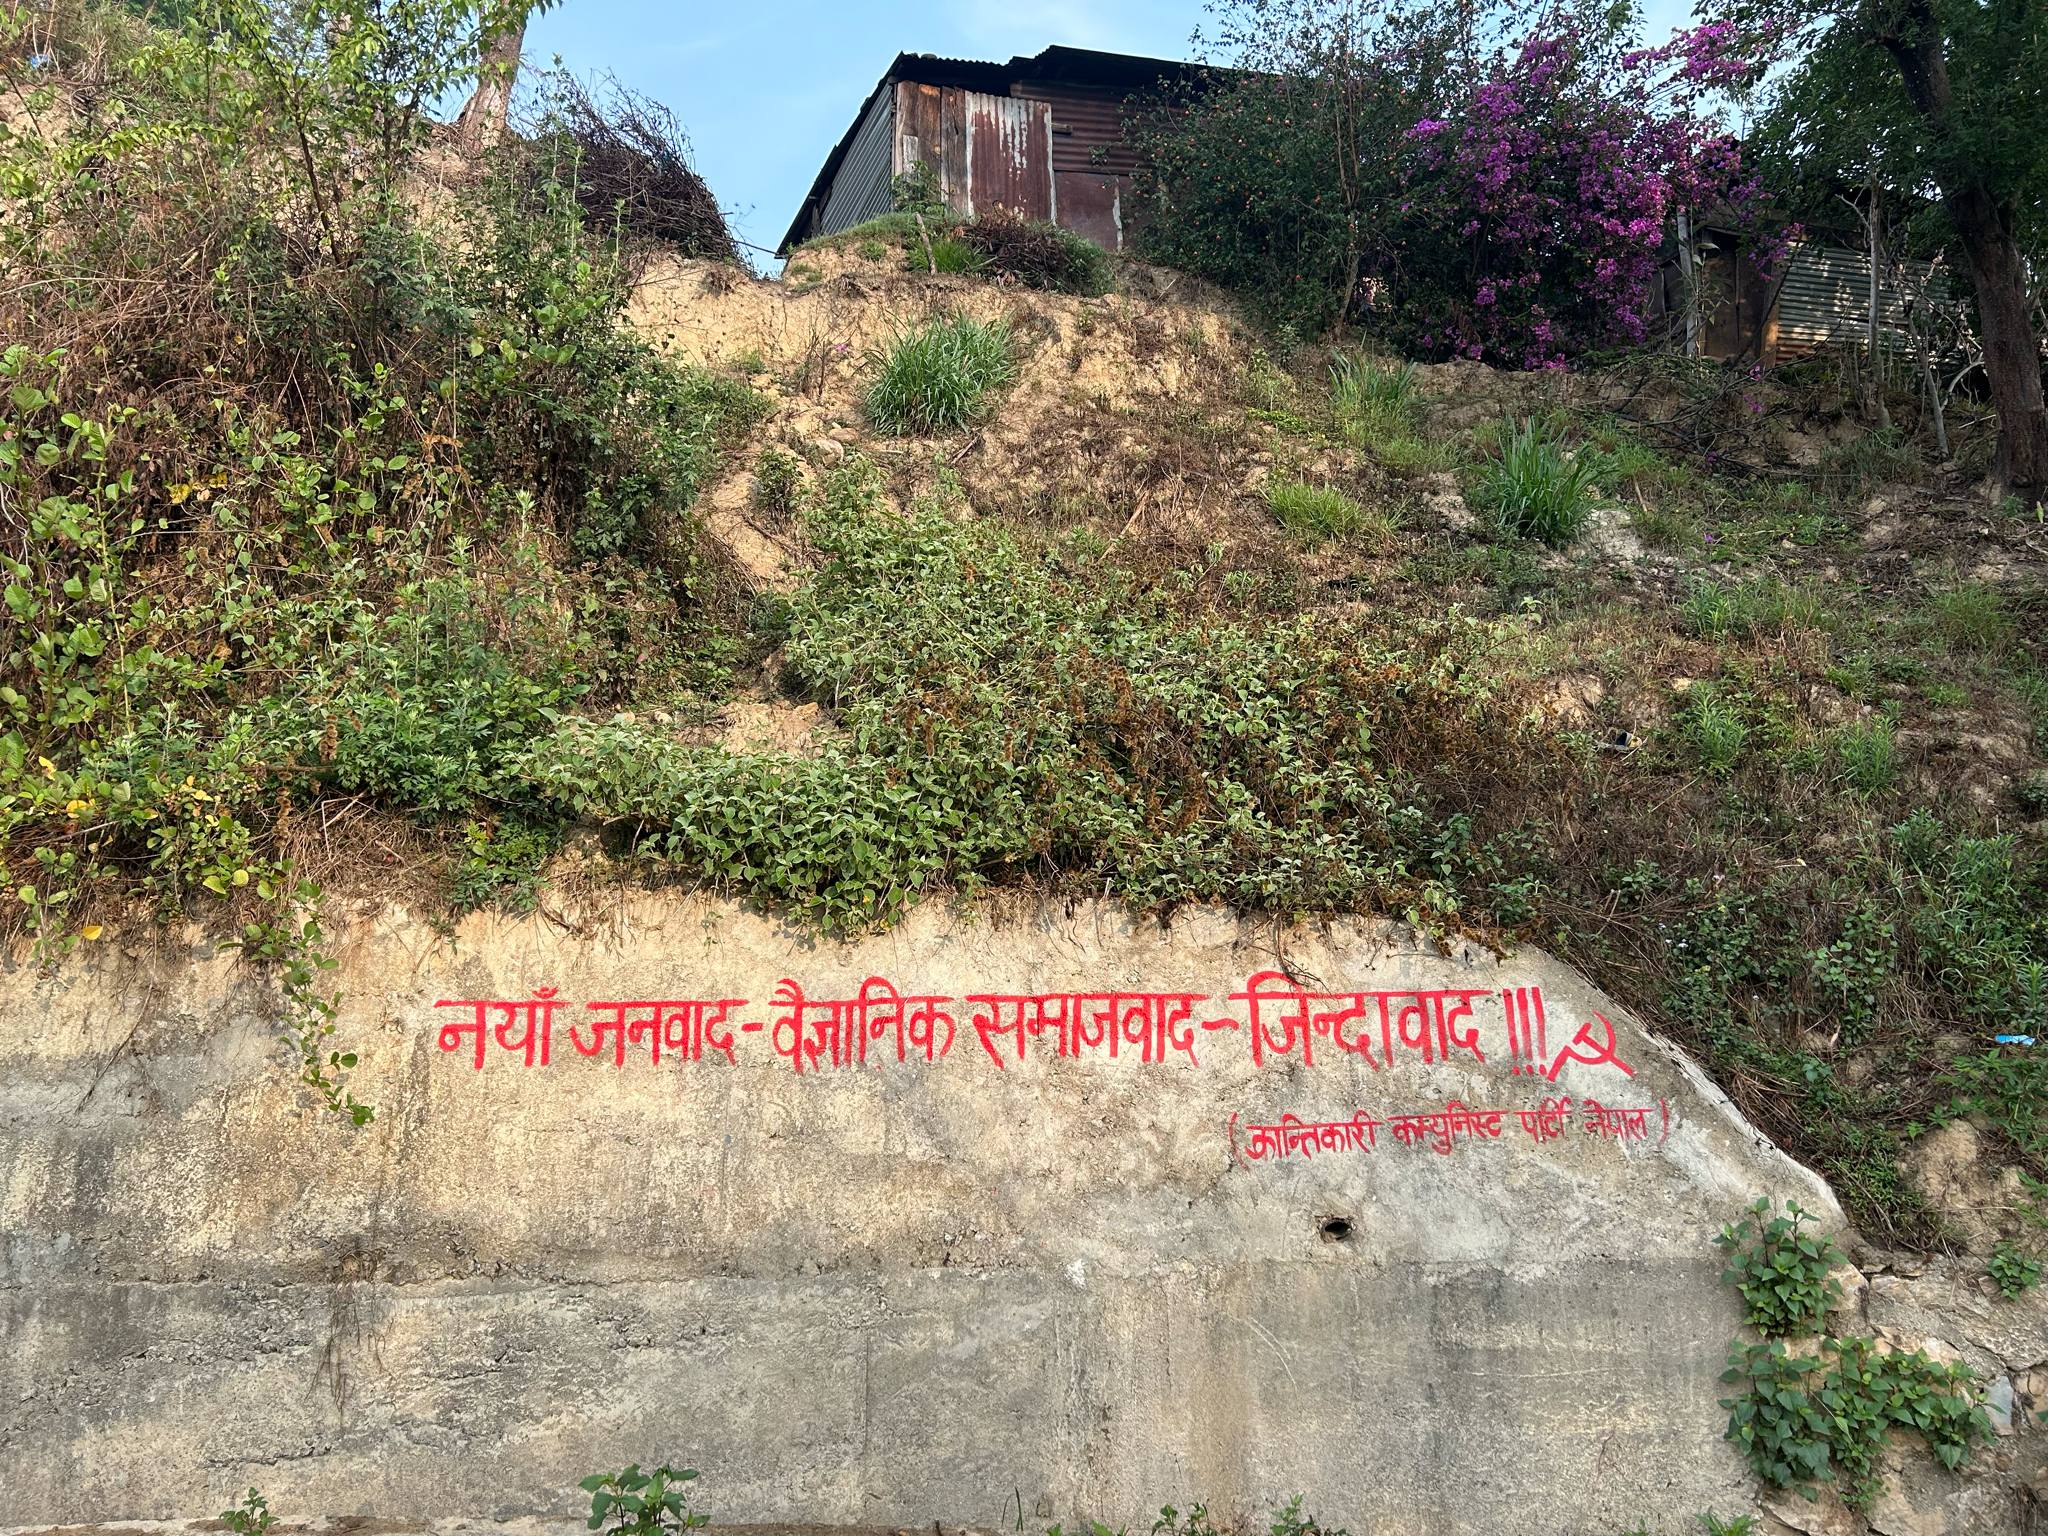 नयाँ जनवाद-वैज्ञानिक समाजवाद-जिन्दावाद !!!
(क्रान्तिकारी कम्युनिस्ट पार्टी नेपाल)